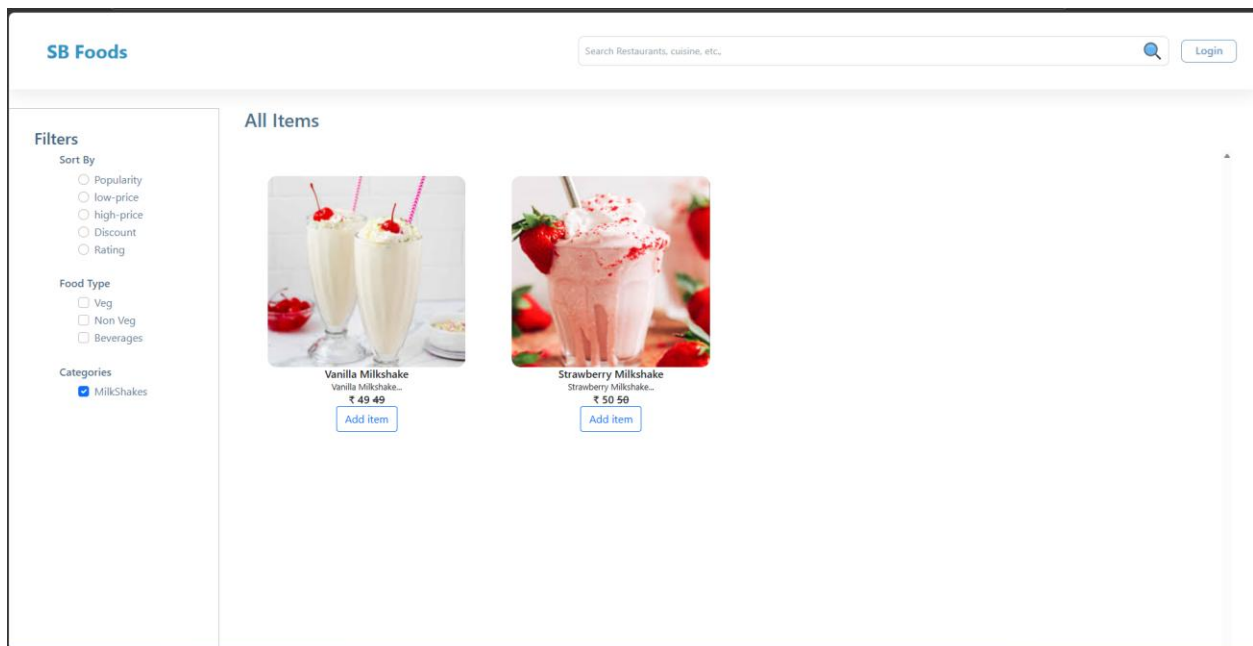 SB Foods
Search Restaurants, cuisine, etc.,
Login
Filters
Sort By
Popularity
low-price
high-price
Discount
Rating
Food Type
Veg
Non Veg
Beverages
Categories
MilkShakes
All Items
Vanilla Milkshake
Vanilla Milkshake...
₹ 49 49
Add item
Strawberry Milkshake
Strawberry Milkshake...
₹ 50 50
Add item